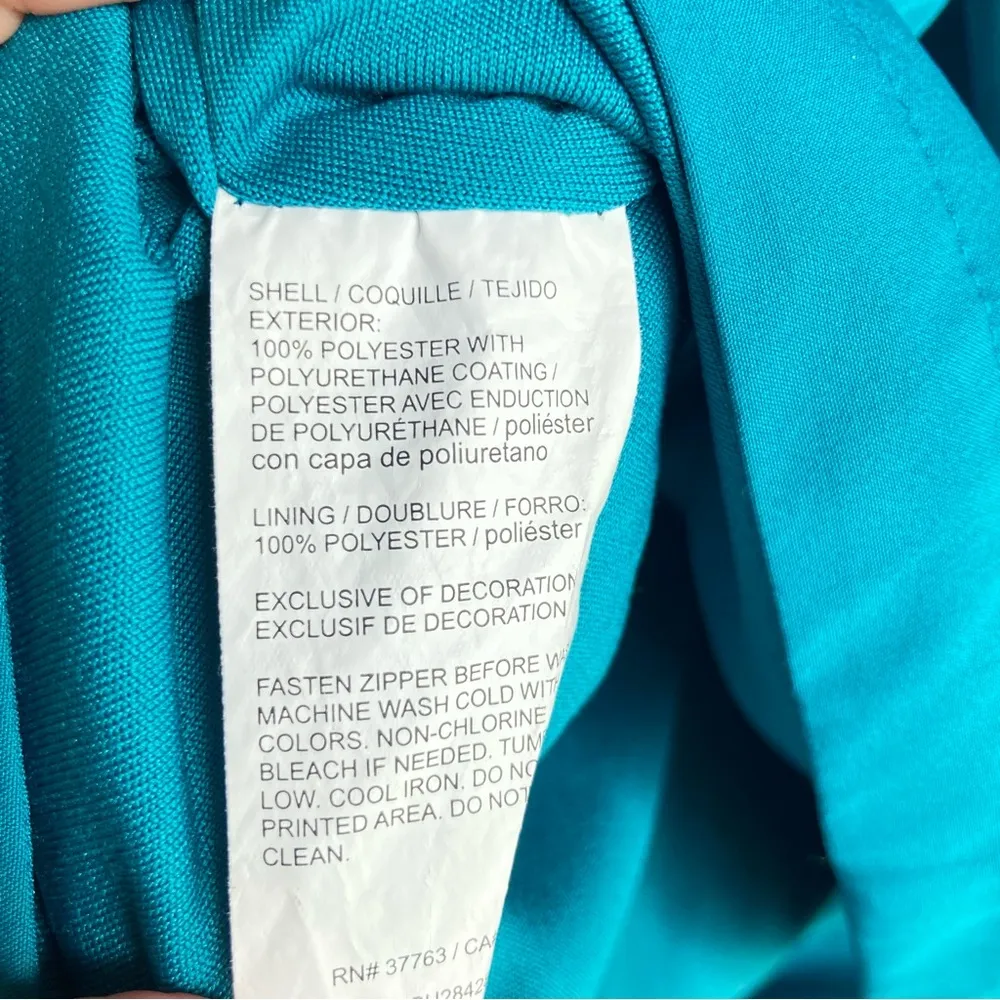 SHELL / COQUILLE / TEJIDO
EXTERIOR:
100% POLYESTER WITH
POLYURETHANE COATING /
POLYESTER AVEC ENDUCTION
DE POLYURÉTHANE / poliéster
con capa de poliuretano
LINING / DOUBLURE / FORRO:
100% POLYESTER / poliéster
EXCLUSIVE OF DECORATION
EXCLUSIF DE DECORATION
FASTEN ZIPPER BEFORE
MACHINE WASH COLD
COLORS. NON-CHLORINE
BLEACH IF NEEDED.
LOW. COOL IRON. DO
PRINTED AREA. DO
CLEAN.
RN# 37763 /